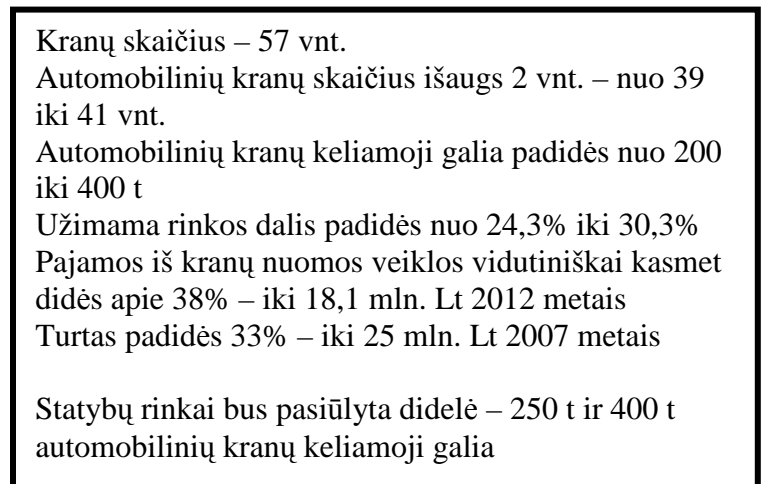 Kranų skaičius – 57 vnt.
Automobilinių kranų skaičius išaugs 2 vnt. – nuo 39
iki 41 vnt.
Automobilinių kranų keliamoji galia padidės nuo 200
iki 400 t
Užimama rinkos dalis padidės nuo 24,3% iki 30,3%
Pajamos iš kranų nuomos veiklos vidutiniškai kasmet
didės apie 38% – iki 18,1 mln. Lt 2012 metais
Turtas padidės 33% – iki 25 mln. Lt 2007 metais
Statybų rinkai bus pasiūlyta didelė – 250 t ir 400 t
automobilinių kranų keliamoji galia